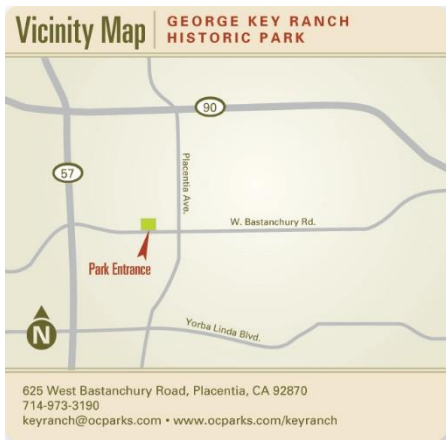 Vicinity Map
GEORGE KEY RANCH
HISTORIC PARK
90
57
Placentia Ave.
W. Bastanchury Rd.
Park Entrance
Yorba Linda Blvd.
N
625 West Bastanchury Road, Placentia, CA 92870
714-973-3190
keyranch@ocparks.com • www.ocparks.com/keyranch